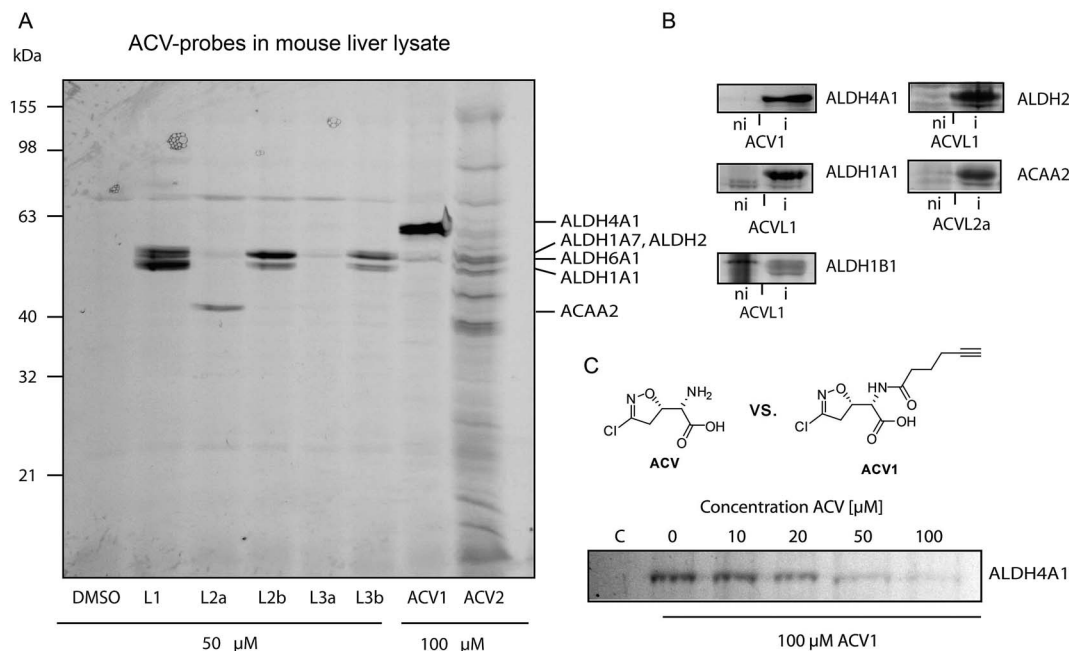 A
ACV-probes in mouse liver lysate
kDa
155
98
63
40
32
21
ALDH4A1
ALDH1A7, ALDH2
ALDH6A1
ALDH1A1
ACAA2
DMSO L1 L2a L2b L3a L3b ACV1 ACV2
50 µM 100 µM
B
ALDH4A1
ni i
ACV1
ALDH2
ni i
ACVL1
ALDH1A1
ni i
ACVL1
ACAA2
ni i
ACVL2a
ALDH1B1
ni i
ACVL1
C
N O NH2
Cl O OH
ACV
VS.
N O HN O
Cl O OH
ACV1
Concentration ACV [µM]
C 0 10 20 50 100
ALDH4A1
100 µM ACV1